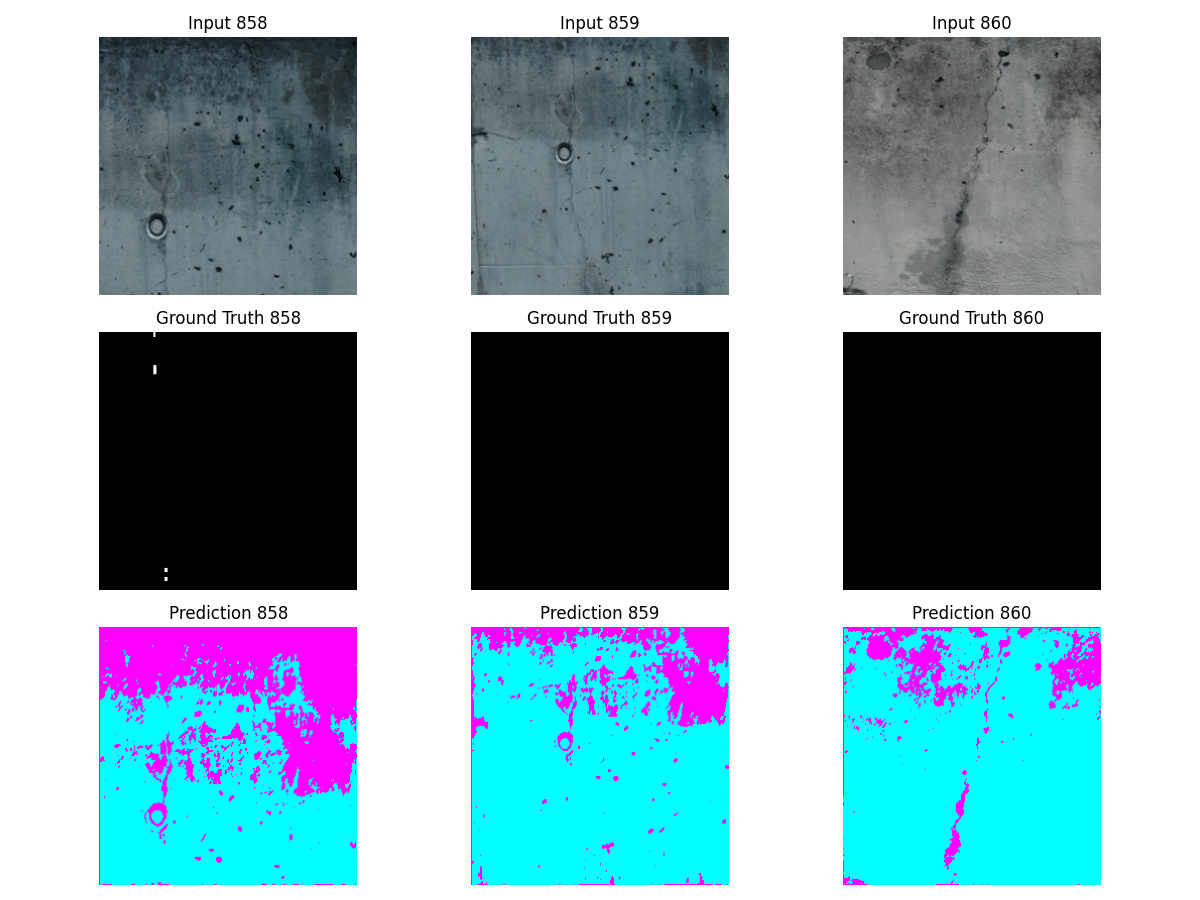 Input 858
Input 859
Input 860
Ground Truth 858
Ground Truth 859
Ground Truth 860
Prediction 858
Prediction 859
Prediction 860